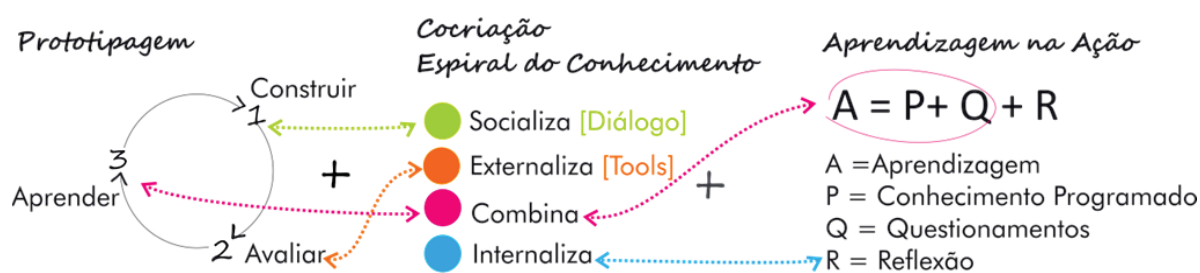 Prototipagem
Construir
1
3
Aprender
2
Avaliar
+
Cocriação
Espiral do Conhecimento
Socializa [Diálogo]
Externaliza [Tools]
Combina
Internaliza
+
Aprendizagem na Ação
A = P+ Q + R
A =Aprendizagem
P = Conhecimento Programado
Q = Questionamentos
R = Reflexão